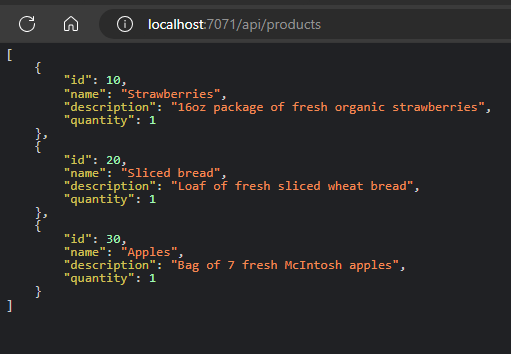 localhost:7071/api/products
[
    {
        "id": 10,
        "name": "Strawberries",
        "description": "16oz package of fresh organic strawberries",
        "quantity": 1
    },
    {
        "id": 20,
        "name": "Sliced bread",
        "description": "Loaf of fresh sliced wheat bread",
        "quantity": 1
    },
    {
        "id": 30,
        "name": "Apples",
        "description": "Bag of 7 fresh McIntosh apples",
        "quantity": 1
    }
]